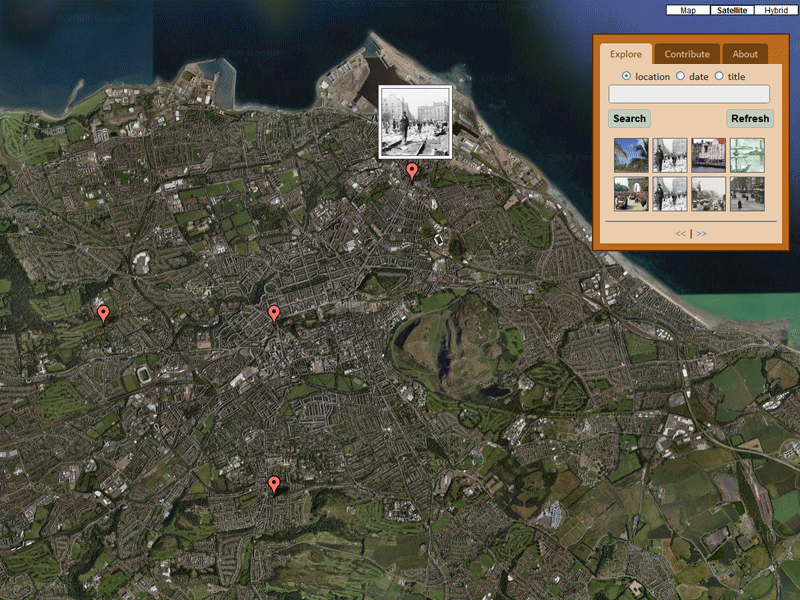 Map Satellite Hybrid
Explore Contribute About
location date title
Search Refresh
<< | >>